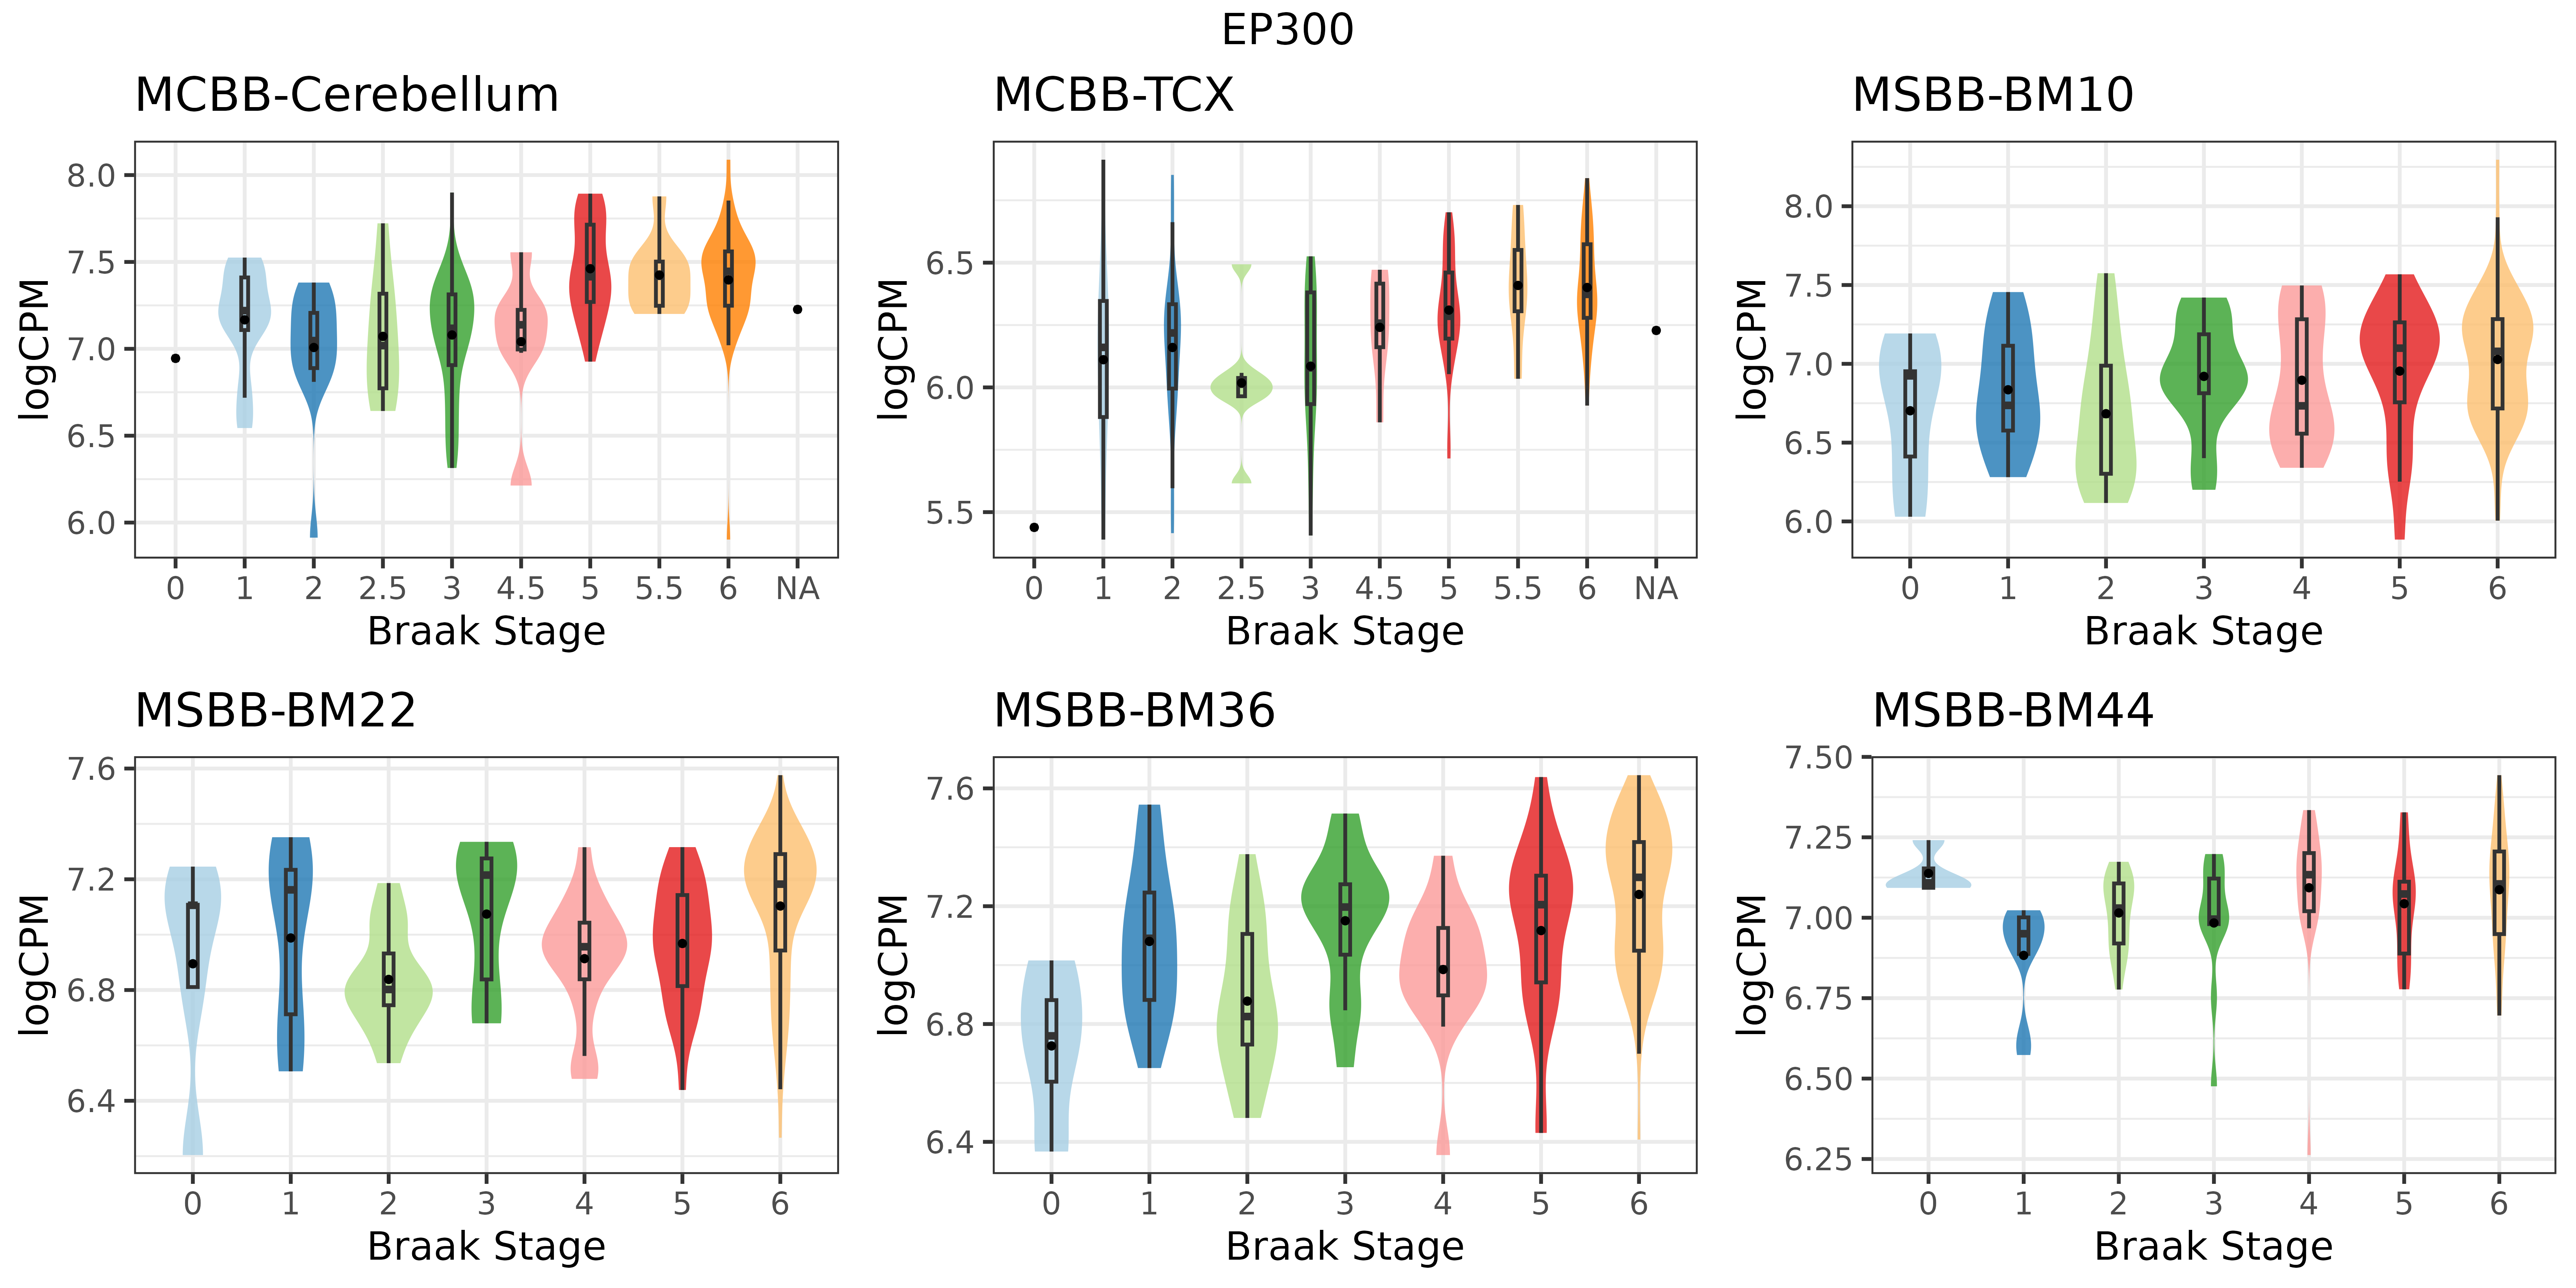 EP300
MCBB-Cerebellum
MCBB-TCX
MSBB-BM10
logCPM
8.0
7.5
7.0
6.5
6.0
0 1 2 2.5 3 4.5 5 5.5 6 NA
Braak Stage
logCPM
6.5
6.0
5.5
0 1 2 2.5 3 4.5 5 5.5 6 NA
Braak Stage
logCPM
8.0
7.5
7.0
6.5
6.0
0 1 2 3 4 5 6
Braak Stage
MSBB-BM22
MSBB-BM36
MSBB-BM44
logCPM
7.6
7.2
6.8
6.4
0 1 2 3 4 5 6
Braak Stage
logCPM
7.6
7.2
6.8
6.4
0 1 2 3 4 5 6
Braak Stage
logCPM
7.50
7.25
7.00
6.75
6.50
6.25
0 1 2 3 4 5 6
Braak Stage